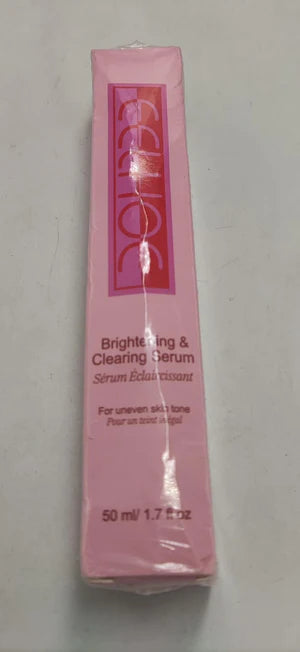 Brightening &
Clearing Serum
Sérum Éclaircissant
For uneven skin tone
Pour un teint inégal
50 ml/ 1.7 fl oz